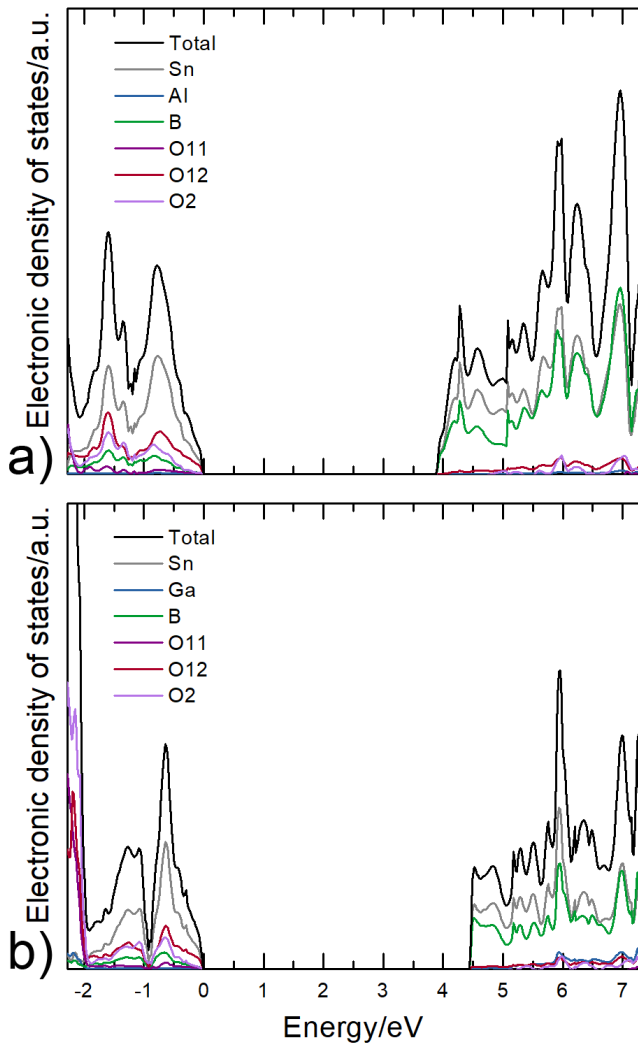 Electronic density of states/a.u.
Total
Sn
Al
B
O11
O12
O2
a)
Electronic density of states/a.u.
Total
Sn
Ga
B
O11
O12
O2
b)
-2 -1 0 1 2 3 4 5 6 7
Energy/eV